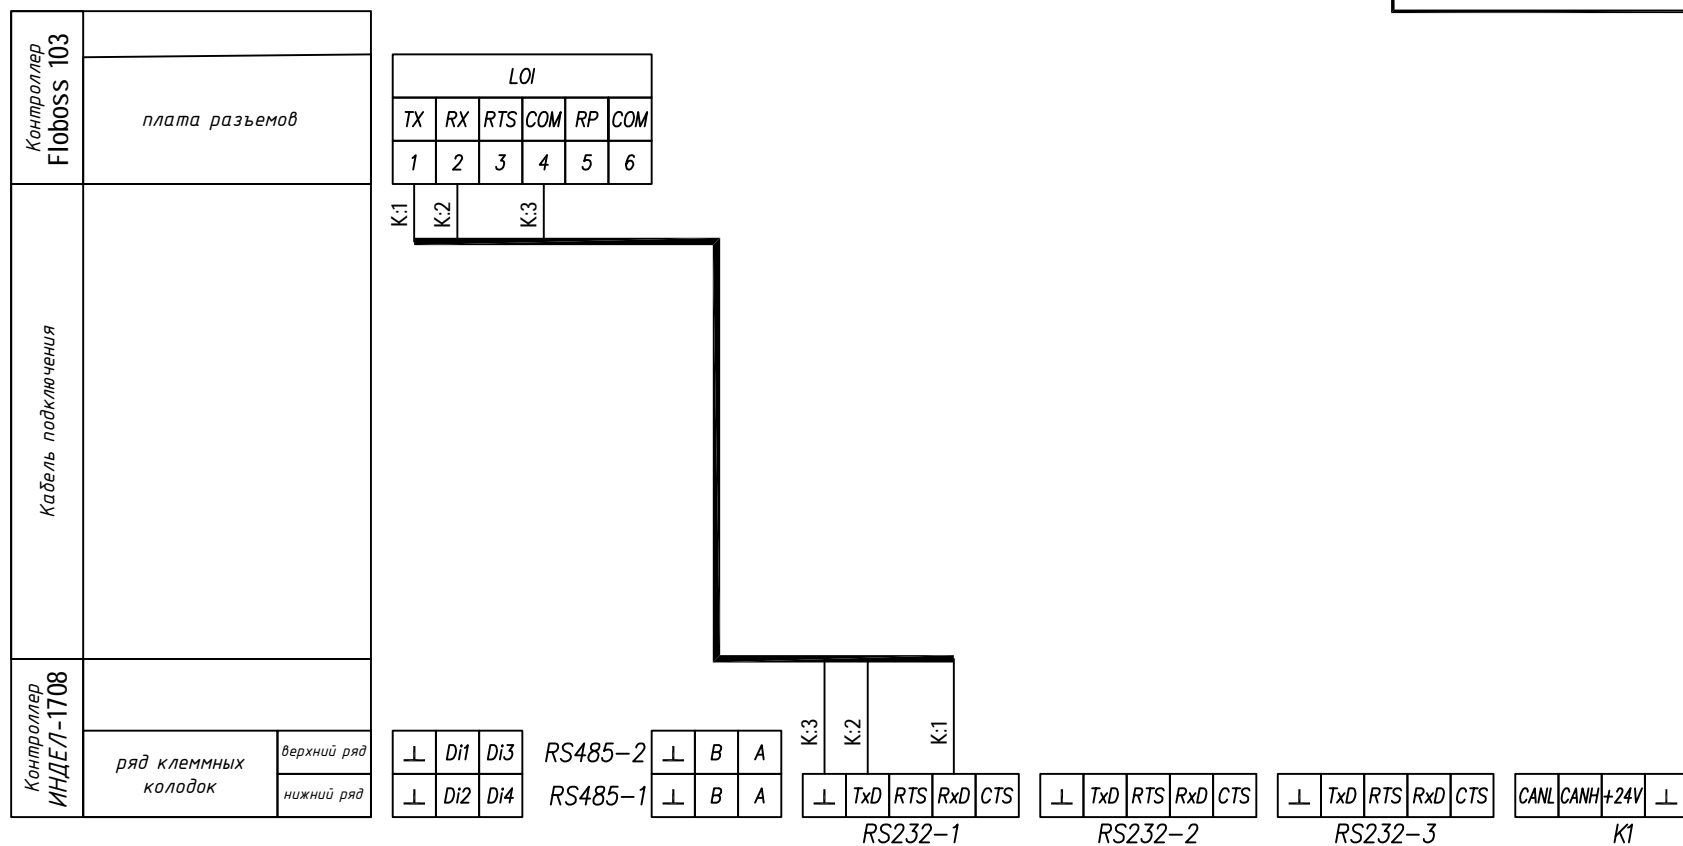 Контроллер
Floboss 103
плата разъемов
LOI
TX RX RTS COM RP COM
1 2 3 4 5 6
К:1 К:2 К:3
Кабель подключения
Контроллер
ИНДЕЛ-1708
ряд клеммных
колодок
верхний ряд
нижний ряд
⊥ Di1 Di3 RS485-2 ⊥ B A
⊥ Di2 Di4 RS485-1 ⊥ B A
К:3 К:2 К:1
⊥ TxD RTS RxD CTS
RS232-1
⊥ TxD RTS RxD CTS
RS232-2
⊥ TxD RTS RxD CTS
RS232-3
CANL CANH +24V ⊥
K1